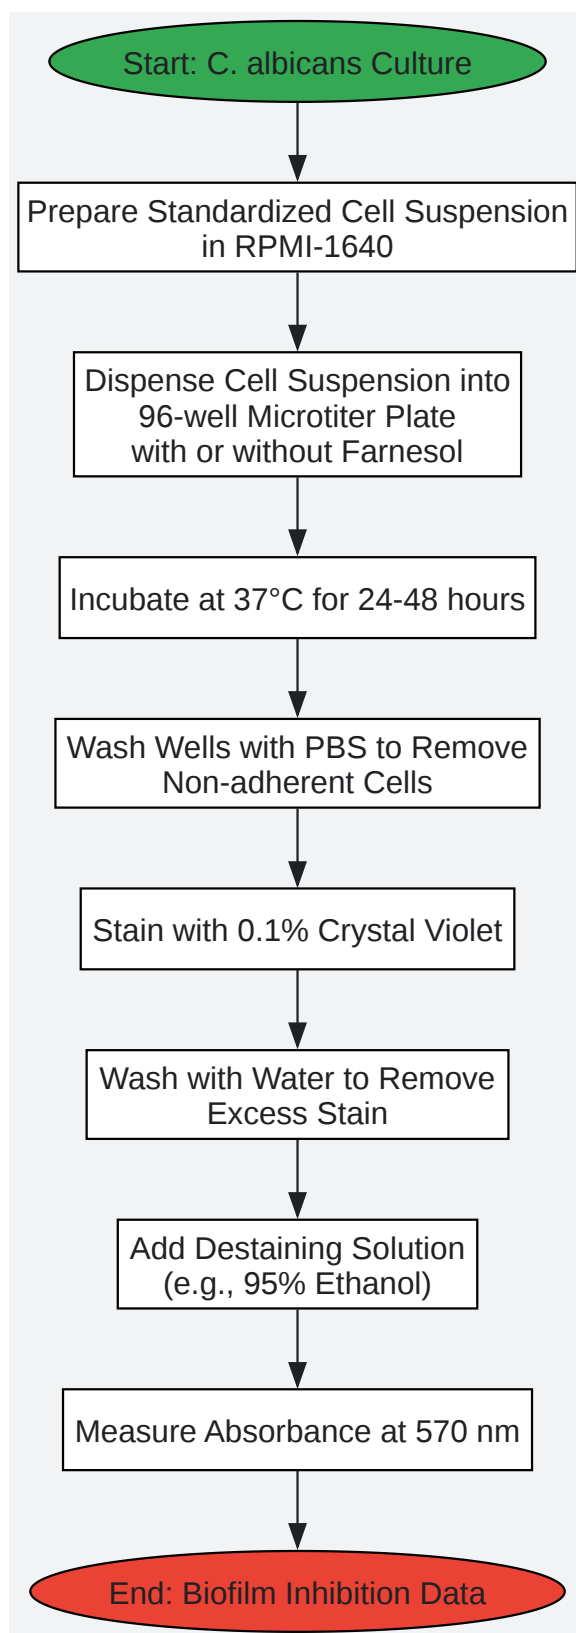 Start: C. albicans Culture
Prepare Standardized Cell Suspension
in RPMI-1640
Dispense Cell Suspension into
96-well Microtiter Plate
with or without Farnesol
Incubate at 37°C for 24-48 hours
Wash Wells with PBS to Remove
Non-adherent Cells
Stain with 0.1% Crystal Violet
Wash with Water to Remove
Excess Stain
Add Destaining Solution
(e.g., 95% Ethanol)
Measure Absorbance at 570 nm
End: Biofilm Inhibition Data